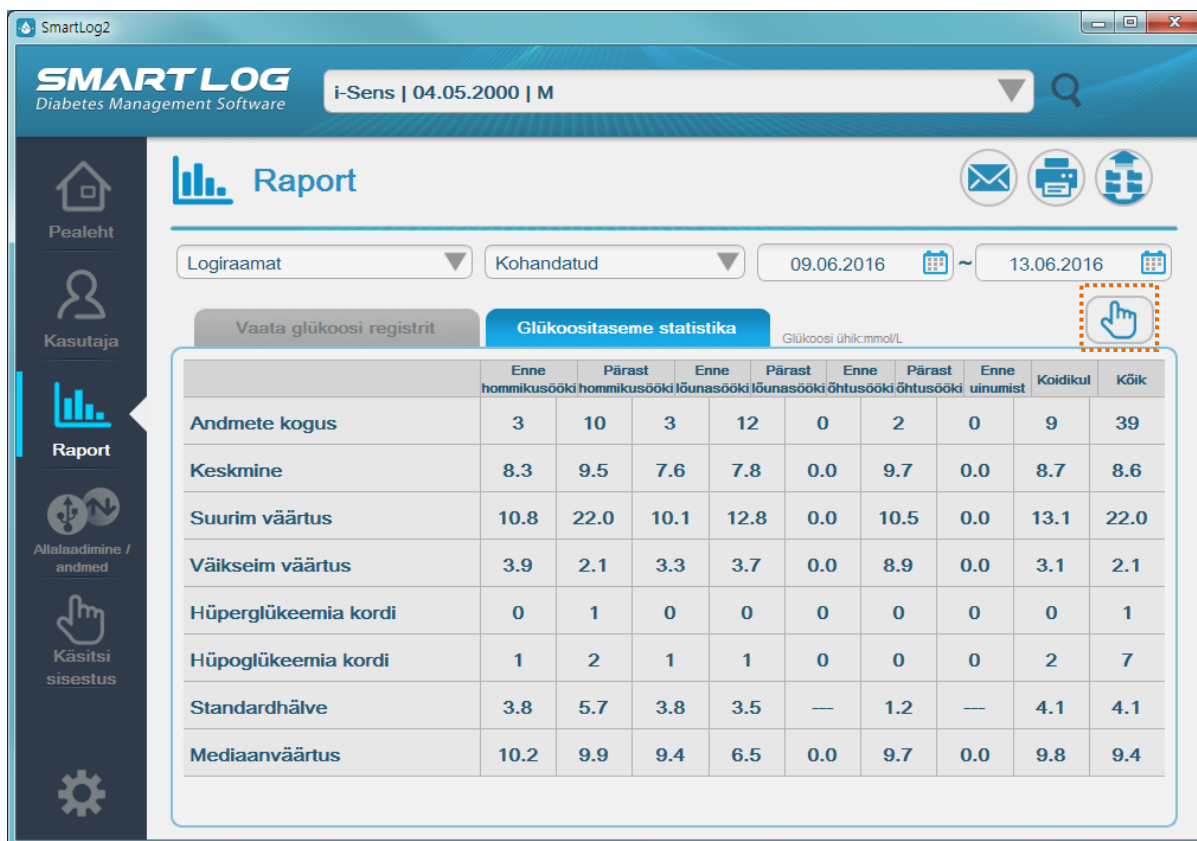 SmartLog2
SMART LOG
Diabetes Management Software
i-Sens | 04.05.2000 | M
Pealeht
Kasutaja
Raport
Allalaadimine /
andmed
Käsitsi
sisestus
Raport
Logiraamat Kohandatud 09.06.2016 ~ 13.06.2016
Vaata glükoosi registrit Glükoositaseme statistika Glükoosi ühik:mmol/L
Enne Pärast Enne Pärast Enne Pärast Enne Koidikul Kõik
hommikusööki hommikusööki lõunasööki lõunasööki õhtusööki õhtusööki uinumist
Andmete kogus 3 10 3 12 0 2 0 9 39
Keskmine 8.3 9.5 7.6 7.8 0.0 9.7 0.0 8.7 8.6
Suurim väärtus 10.8 22.0 10.1 12.8 0.0 10.5 0.0 13.1 22.0
Väikseim väärtus 3.9 2.1 3.3 3.7 0.0 8.9 0.0 3.1 2.1
Hüperglükeemia kordi 0 1 0 0 0 0 0 0 1
Hüpoglükeemia kordi 1 2 1 1 0 0 0 2 7
Standardhälve 3.8 5.7 3.8 3.5 --- 1.2 --- 4.1 4.1
Mediaanväärtus 10.2 9.9 9.4 6.5 0.0 9.7 0.0 9.8 9.4